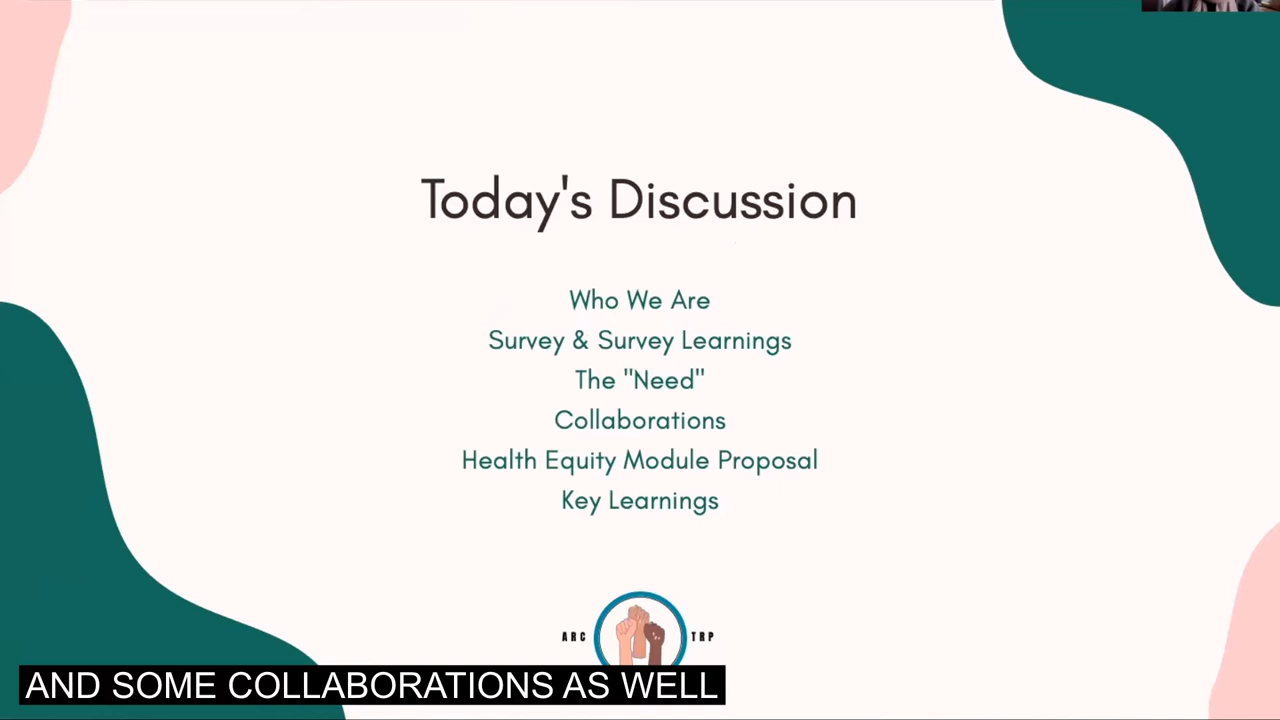 Today's Discussion
Who We Are
Survey & Survey Learnings
The "Need"
Collaborations
Health Equity Module Proposal
Key Learnings
ARC TRP
AND SOME COLLABORATIONS AS WELL